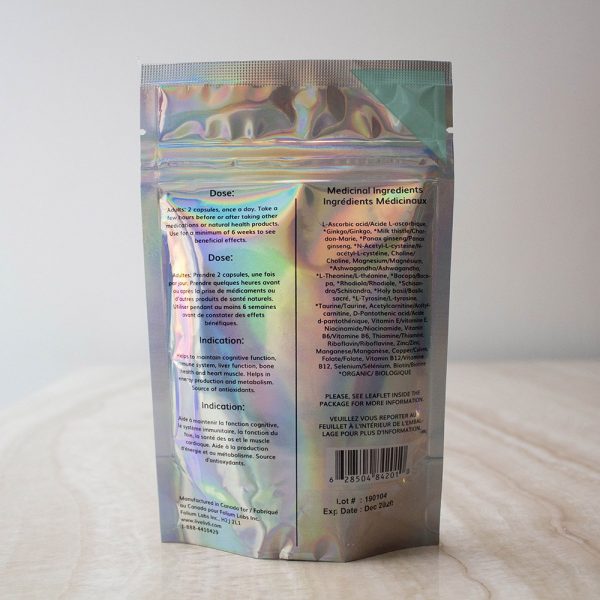 Dose:
Adults: 2 capsules, once a day. Take a
few hours before or after taking other
medications or natural health products.
Use for a minimum of 6 weeks to see
beneficial effects.
Dose:
Adultes: Prendre 2 capsules, une fois
par jour. Prendre quelques heures avant
ou après la prise de médicaments ou
d'autres produits de santé naturels.
Utiliser pendant au moins 6 semaines
avant de constater des effets
bénéfiques.
Indication:
Helps to maintain cognitive function,
immune system, liver function, bone
health and heart muscle. Helps in
energy production and metabolism.
Source of antioxidants.
Indication:
Aide à maintenir la fonction cognitive,
le système immunitaire, la fonction du
foie, la santé des os et le muscle
cardiaque. Aide à la production
d'énergie et au métabolisme. Source
d'antioxydants.
Manufactured in Canada for / Fabriqué
au Canada pour Folium Labs Inc.
Folium Labs Inc., H2J 2L1
Medicinal Ingredients
Ingrédients Médicinaux
L-Ascorbic acid/Acide L-ascorbique,
*Ginkgo/Ginkgo, *Milk thistle/Char-
don-Marie, *Panax ginseng/Panax
ginseng, *N-Acetyl-L-cysteine/N-
acétyl-L-cystéine, Choline/
Choline, Magnesium/Magnésium,
*Ashwagandha/Ashwagandha,
*L-Theanine/L-théanine, *Bacopa/Baco-
pa, *Rhodiola/Rhodiole, *Schisan-
dra/Schisandra, *Holy basil/Basilic
sacré, *L-Tyrosine/L-tyrosine,
*Taurine/Taurine, Acetylcarnitine/Acétyl-
carnitine, D-Pantothenic acid/Acide
d-pantothénique, Vitamin E/vitamine E,
Niacinamide/Niacinamide, Vitamin
B6/Vitamine B6, Thiamine/Thiamine,
Riboflavin/Riboflavine, Zinc/Zinc,
Manganese/Manganèse, Copper/Cuivre,
Folate/Folate, Vitamin B12/Vitamine
B12, Selenium/Sélénium, Biotin/Biotine
*ORGANIC/ BIOLOGIQUE
PLEASE, SEE LEAFLET INSIDE THE
PACKAGE FOR MORE INFORMATION.
VEUILLEZ VOUS REPORTER AU
FEUILLET À L'INTÉRIEUR DE L'EMBAL-
LAGE POUR PLUS D'INFORMATION.
6 28504 84201
Lot # : 190104
Exp Date : Dec 2020